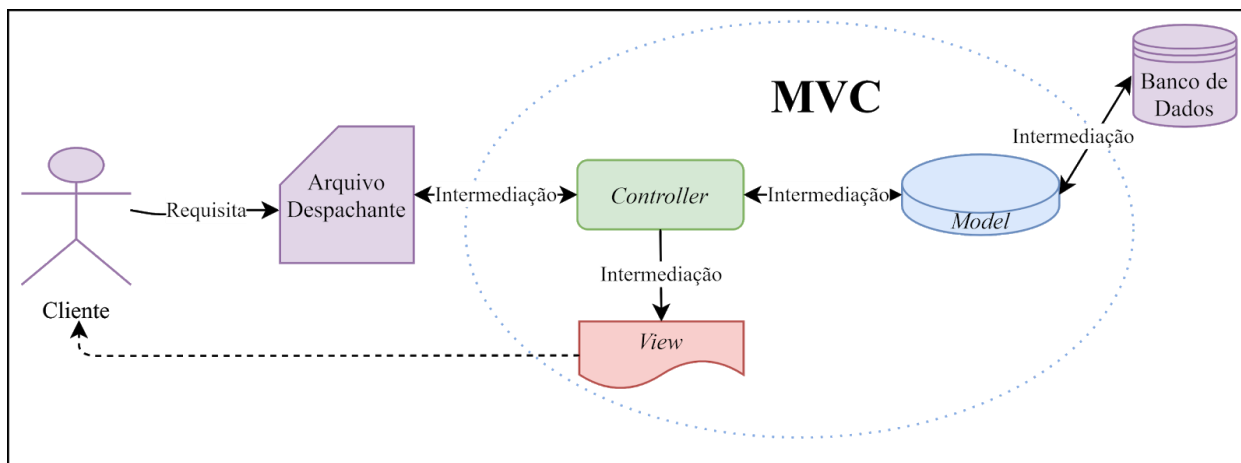 MVC
Banco de
Dados
Intermediação
Arquivo
Despachante
Requisita
Intermediação
Controller
Intermediação
Model
Intermediação
Cliente
View